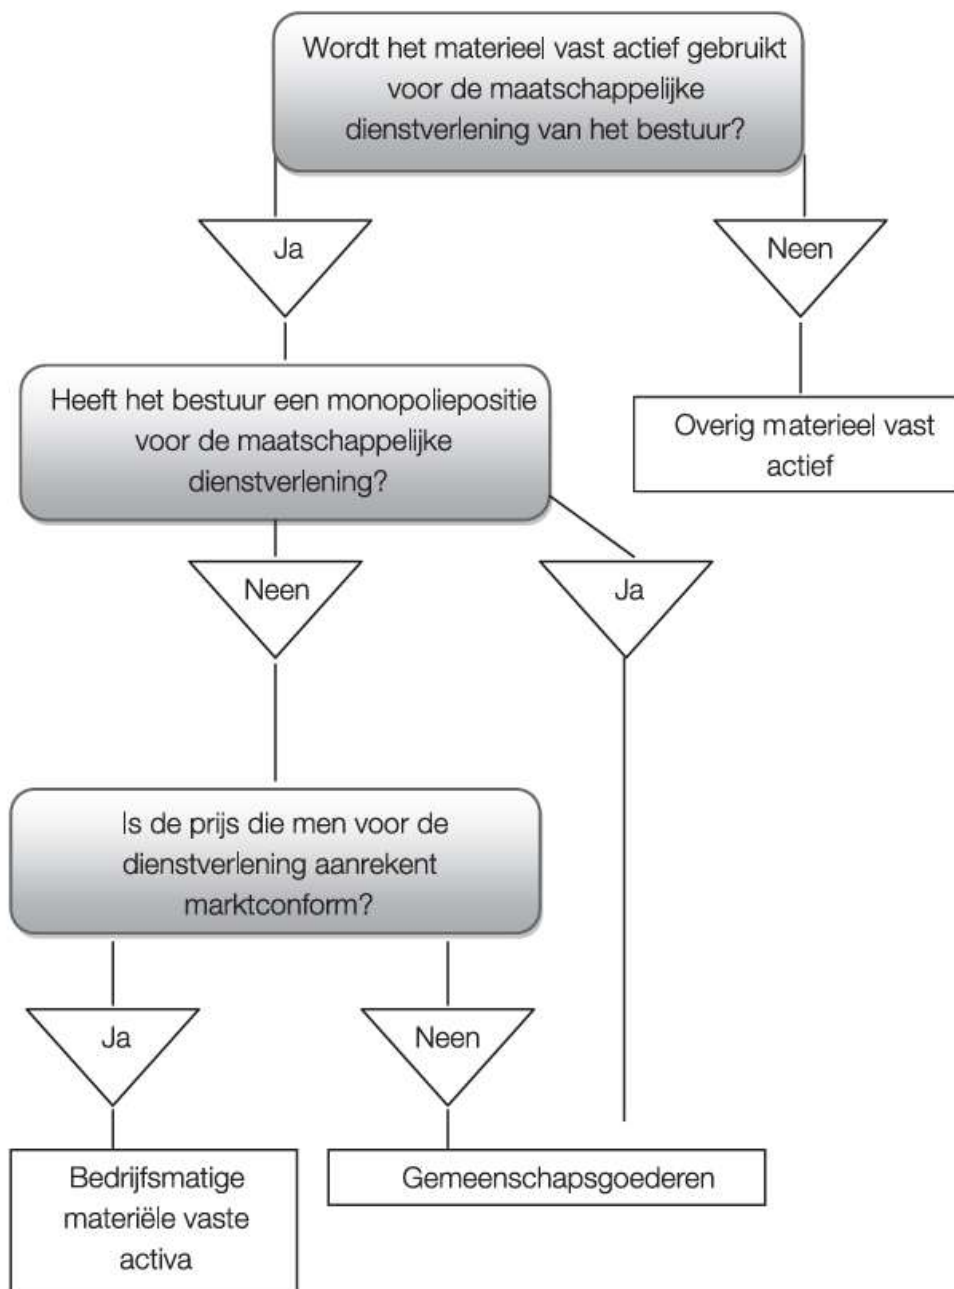 Wordt het materieel vast actief gebruikt
voor de maatschappelijke
dienstverlening van het bestuur?
Ja
Neen
Heeft het bestuur een monopoliepositie
voor de maatschappelijke
dienstverlening?
Overig materieel vast
actief
Neen
Ja
Is de prijs die men voor de
dienstverlening aanrekent
marktconform?
Ja
Neen
Bedrijfsmatige
materiële vaste
activa
Gemeenschapsgoederen